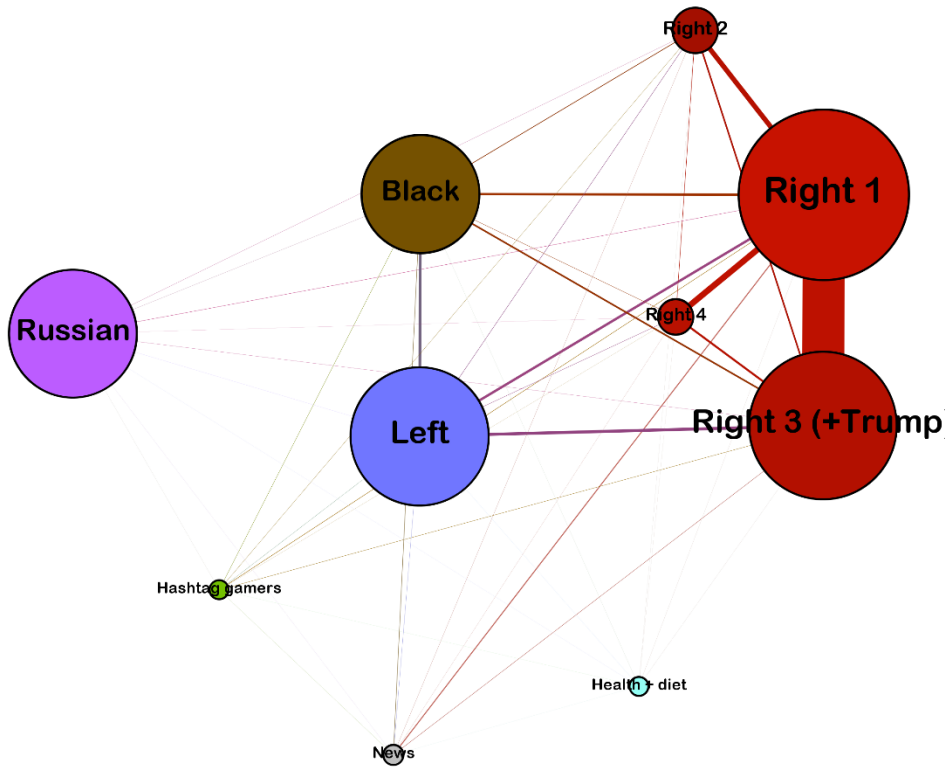 Right 2
Right 1
Black
Right 4
Russian
Left
Right 3 (+Trump)
Hashtag gamers
Health + diet
News